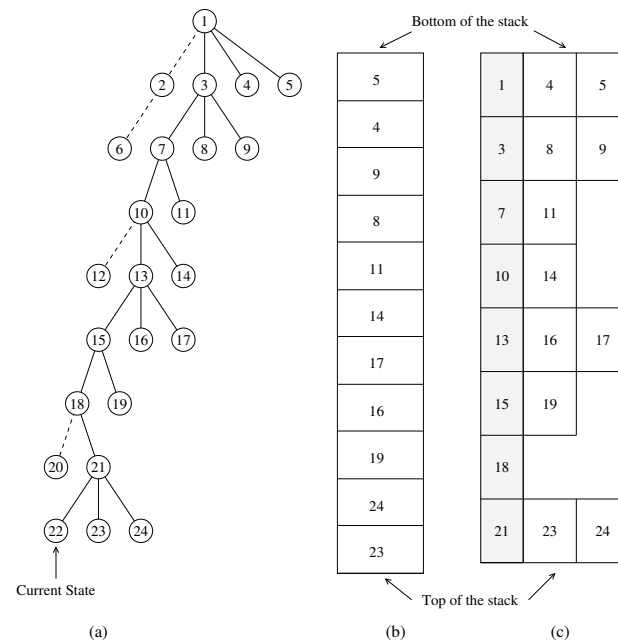 Bottom of the stack
1
2 3 4 5
6 7 8 9
10 11
12 13 14
15 16 17
18 19
20 21
22 23 24
Current State
(a)
5
4
9
8
11
14
17
16
19
24
23
(b)
1 4 5
3 8 9
7 11
10 14
13 16 17
15 19
18
21 23 24
Top of the stack
(c)